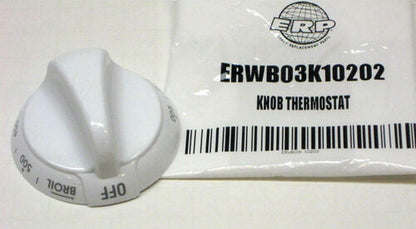 ERP
ERWB03K10202
KNOB THERMOSTAT
OFF
BROIL
500